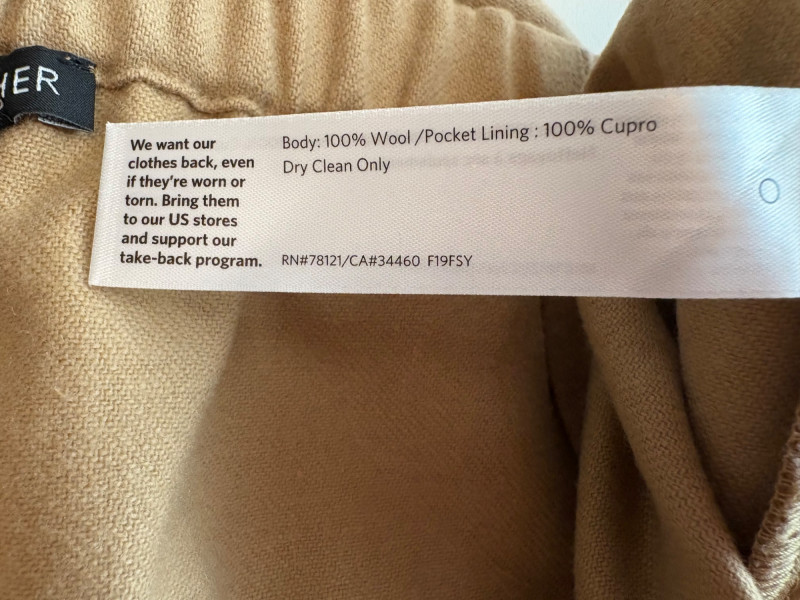 HER
We want our
clothes back, even
if they're worn or
torn. Bring them
to our US stores
and support our
take-back program.
Body: 100% Wool /Pocket Lining : 100% Cupro
Dry Clean Only
RN#78121/CA#34460 F19FSY